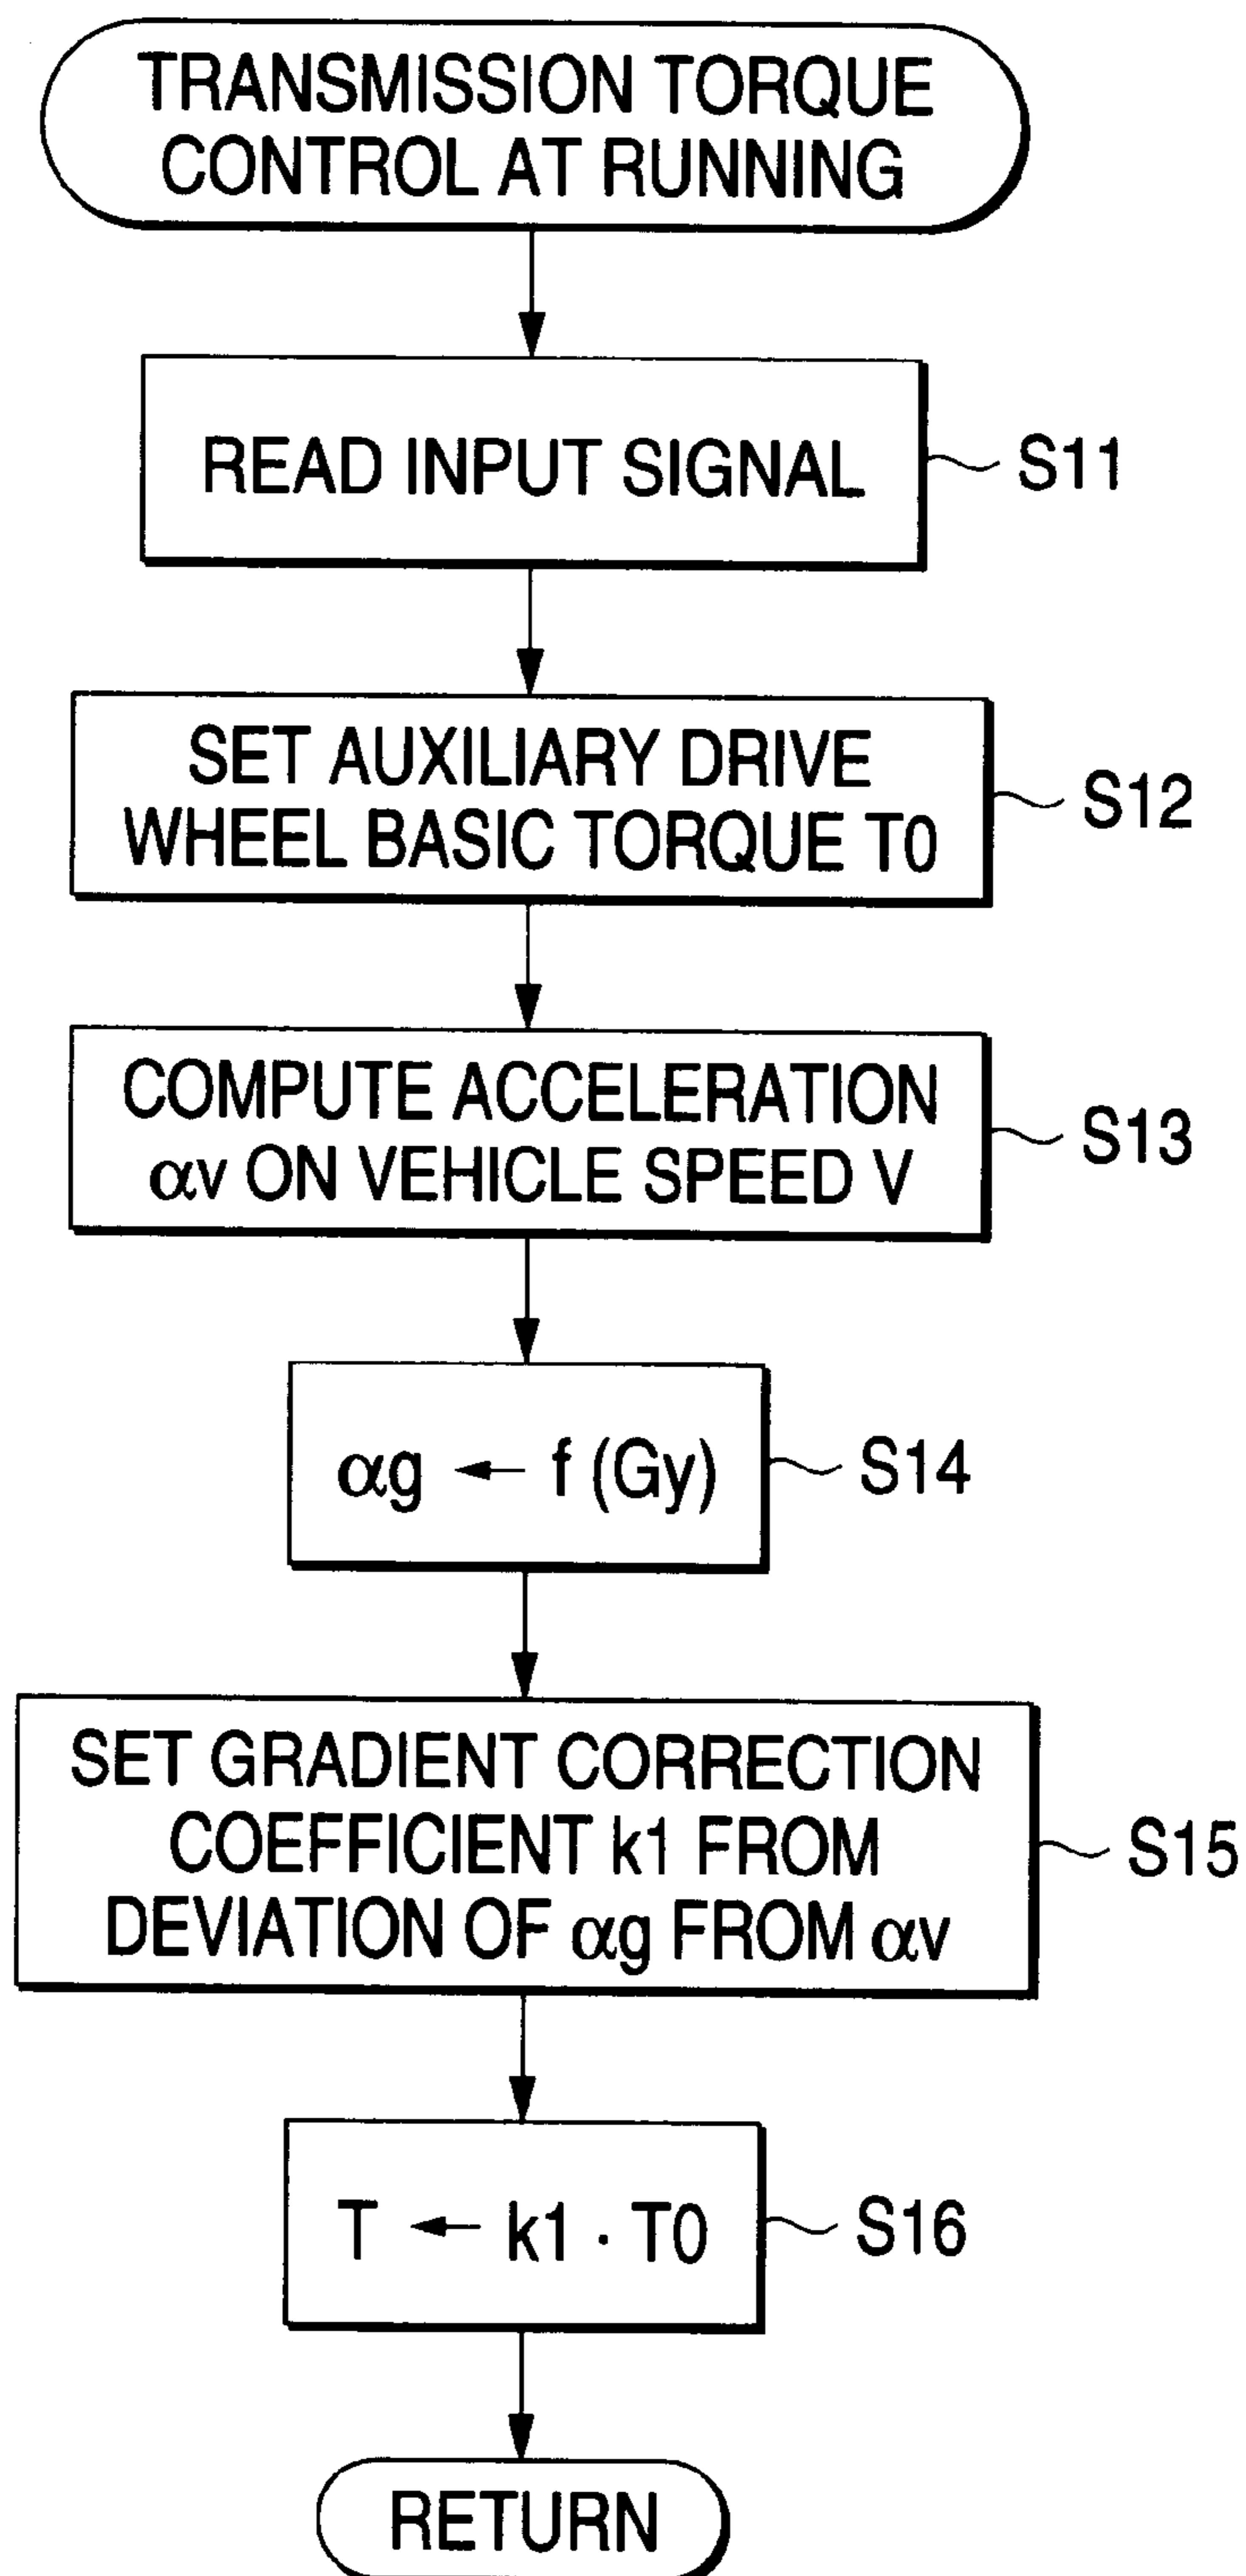 TRANSMISSION TORQUE
CONTROL AT RUNNING
READ INPUT SIGNAL
S11
SET AUXILIARY DRIVE
WHEEL BASIC TORQUE T0
S12
COMPUTE ACCELERATION
αv ON VEHICLE SPEED V
S13
αg ← f (Gy)
S14
SET GRADIENT CORRECTION
COEFFICIENT k1 FROM
DEVIATION OF αg FROM αv
S15
T ← k1 · T0
S16
RETURN